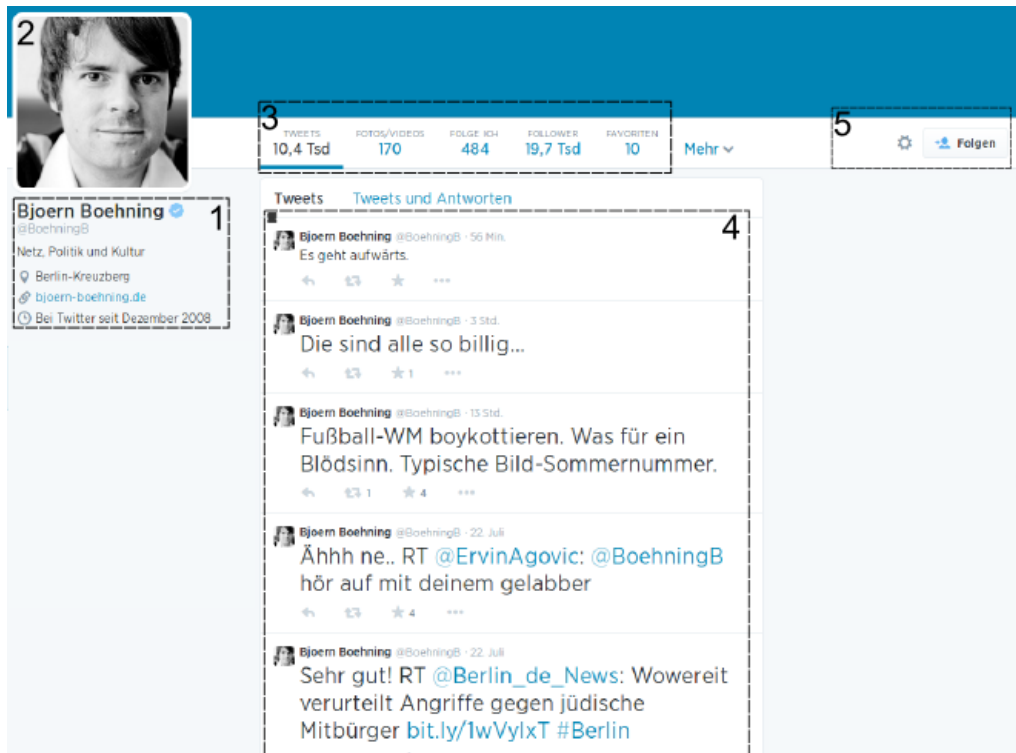 2
3
TWEETS FOTOS/VIDEOS FOLGE ICH FOLLOWER FAVORITEN
10,4 Tsd 170 484 19,7 Tsd 10 Mehr
5
Folgen
Bjoern Boehning 1
@BoehningB
Netz, Politik und Kultur
Berlin-Kreuzberg
bjoern-boehning.de
Bei Twitter seit Dezember 2008
Tweets Tweets und Antworten
4
Bjoern Boehning @BoehningB · 56 Min.
Es geht aufwärts.
Bjoern Boehning @BoehningB · 3 Std.
Die sind alle so billig...
1
Bjoern Boehning @BoehningB · 13 Std.
Fußball-WM boykottieren. Was für ein
Blödsinn. Typische Bild-Sommernummer.
1 4
Bjoern Boehning @BoehningB · 22. Juli
Ähhh ne.. RT @ErvinAgovic: @BoehningB
hör auf mit deinem gelabber
4
Bjoern Boehning @BoehningB · 22. Juli
Sehr gut! RT @Berlin_de_News: Wowereit
verurteilt Angriffe gegen jüdische
Mitbürger bit.ly/1wVylxT #Berlin